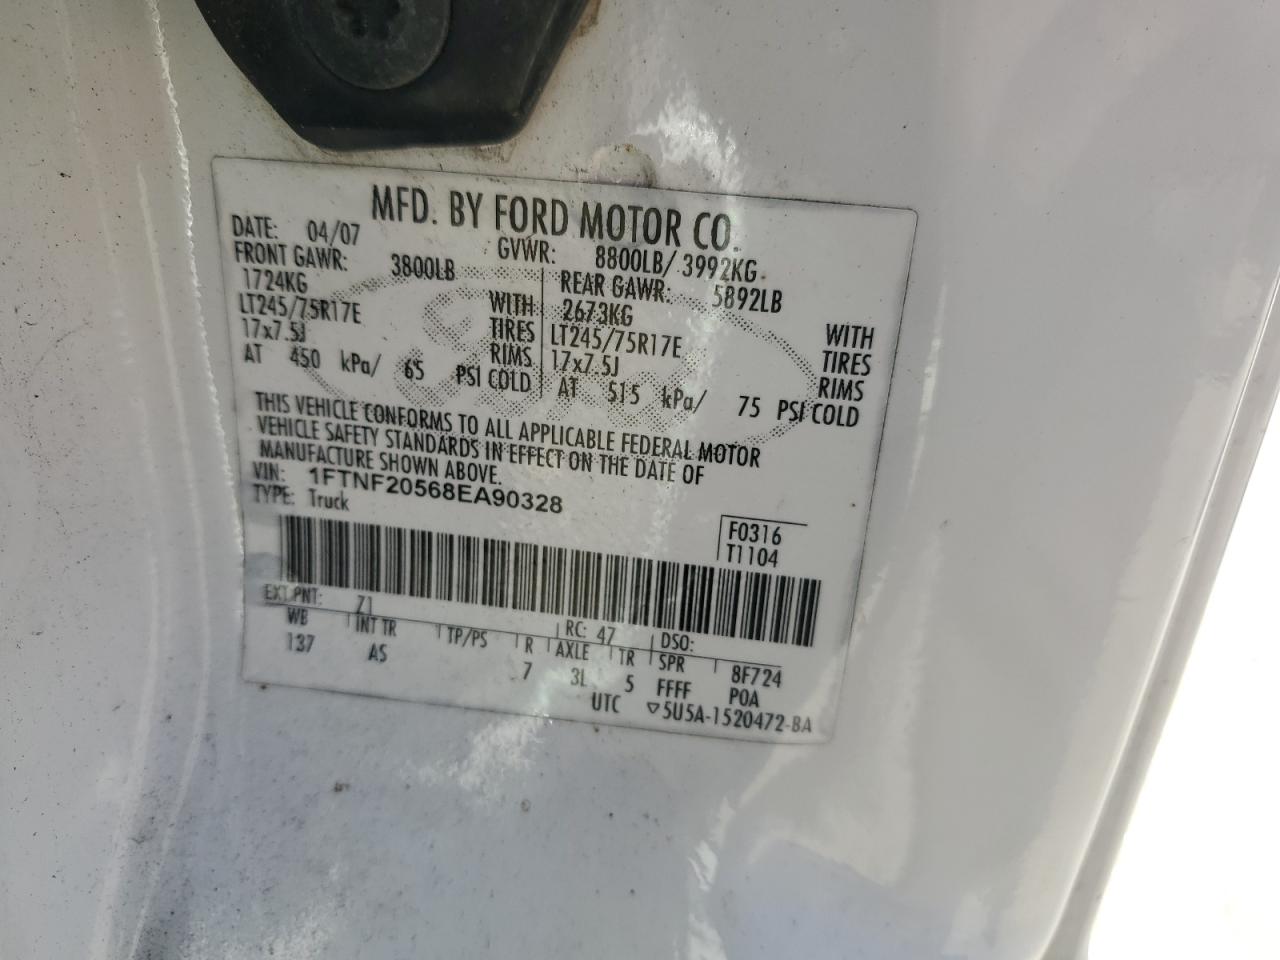 MFD. BY FORD MOTOR CO.
DATE: 04/07 GVWR: 8800LB/ 3992KG
FRONT GAWR: 3800LB REAR GAWR: 5892LB
1724KG WITH 2673KG WITH
LT245/75R17E TIRES LT245/75R17E TIRES
17x7.5J RIMS 17x7.5J RIMS
AT 450 kPa/ 65 PSI COLD AT 515 kPa/ 75 PSI COLD
THIS VEHICLE CONFORMS TO ALL APPLICABLE FEDERAL MOTOR
VEHICLE SAFETY STANDARDS IN EFFECT ON THE DATE OF
MANUFACTURE SHOWN ABOVE.
VIN: 1FTNF20568EA90328
TYPE: Truck
F0316
T1104
EXT PNT: Z1 RC: 47 DSO:
WB INT TR TP/PS R AXLE TR SPR 8F724
137 AS 7 3L 5 FFFF POA
UTC ▽5U5A-1520472-BA